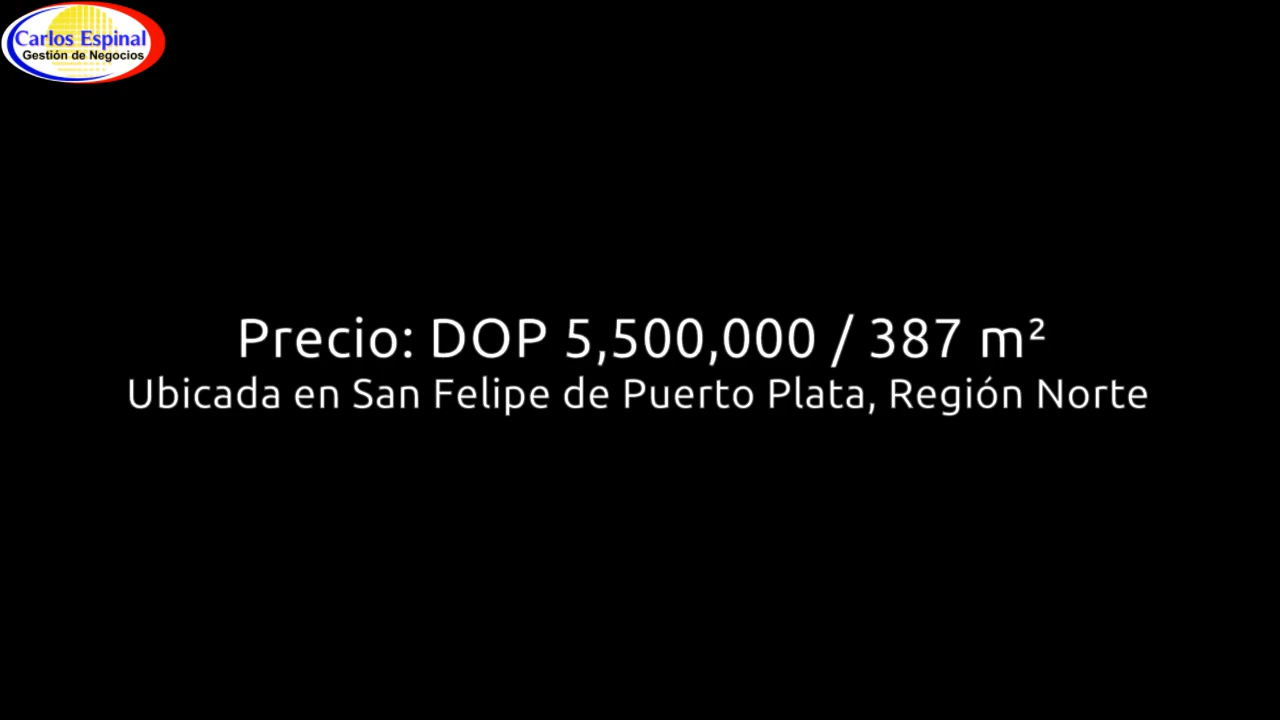 Carlos Espinal
Gestión de Negocios
Precio: DOP 5,500,000 / 387 m²
Ubicada en San Felipe de Puerto Plata, Región Norte